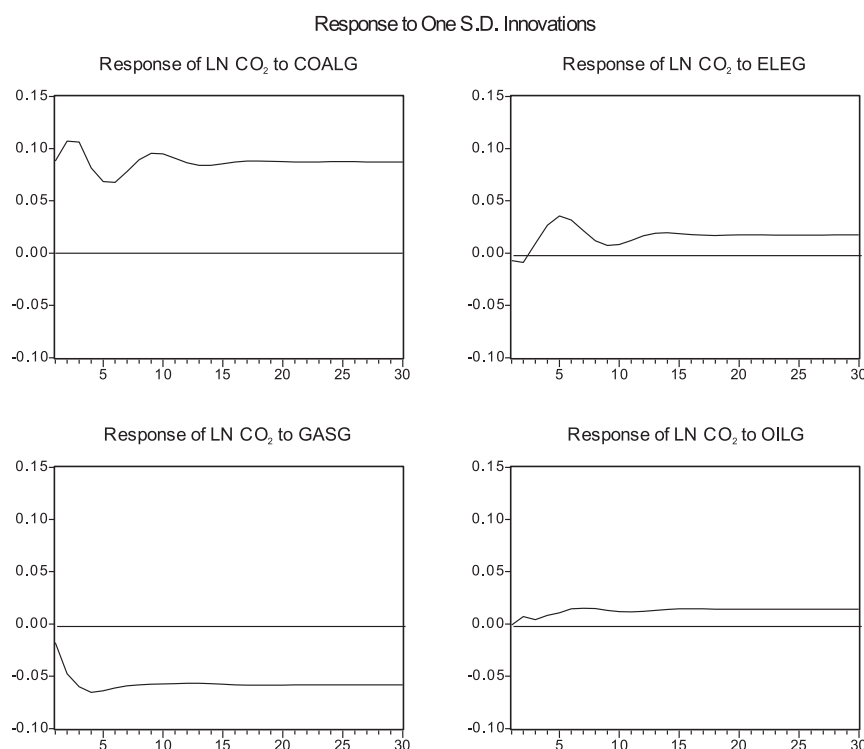 Response to One S.D. Innovations
Response of LN CO₂ to COALG
0.15
0.10
0.05
0.00
-0.05
-0.10
5 10 15 20 25 30
Response of LN CO₂ to ELEG
0.15
0.10
0.05
0.00
-0.05
-0.10
5 10 15 20 25 30
Response of LN CO₂ to GASG
0.15
0.10
0.05
0.00
-0.05
-0.10
5 10 15 20 25 30
Response of LN CO₂ to OILG
0.15
0.10
0.05
0.00
-0.05
-0.10
5 10 15 20 25 30